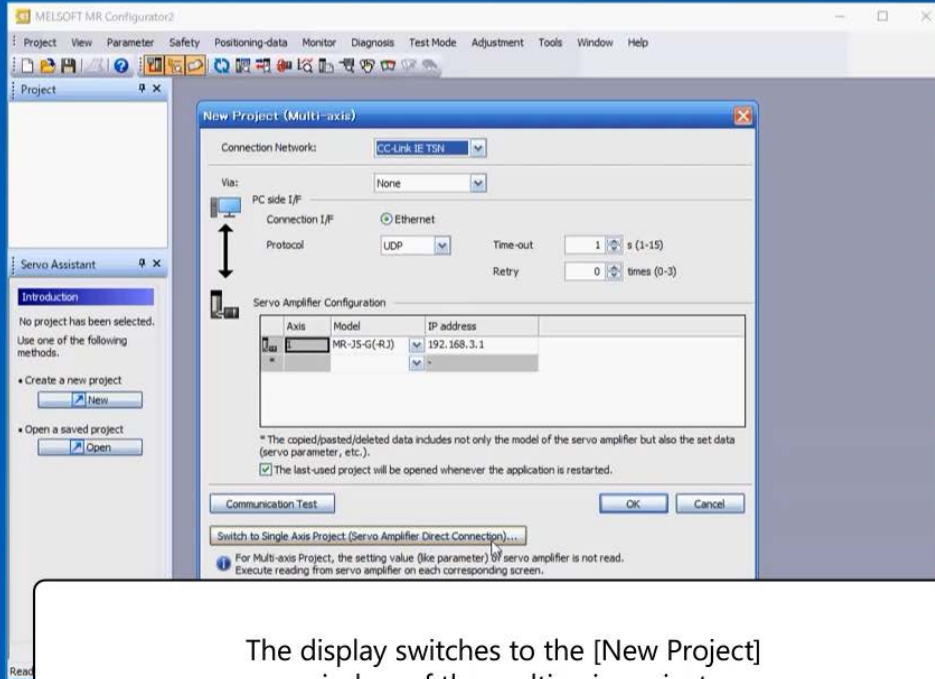 MELSOFT MR Configurator2
Project View Parameter Safety Positioning-data Monitor Diagnosis Test Mode Adjustment Tools Window Help
Project
New Project (Multi-axis)
Connection Network: CC-Link IE TSN
Via: None
PC side I/F
Connection I/F Ethernet
Protocol UDP Time-out 1 s (1-15)
Retry 0 times (0-3)
Servo Assistant
Introduction
No project has been selected.
Use one of the following
methods.
• Create a new project
New
• Open a saved project
Open
Servo Amplifier Configuration
Axis Model IP address
1 MR-J5-G(-RJ) 192.168.3.1
* -
* The copied/pasted/deleted data includes not only the model of the servo amplifier but also the set data
(servo parameter, etc.).
The last-used project will be opened whenever the application is restarted.
Communication Test OK Cancel
Switch to Single Axis Project (Servo Amplifier Direct Connection)...
For Multi-axis Project, the setting value (like parameter) of servo amplifier is not read.
Execute reading from servo amplifier on each corresponding screen.
The display switches to the [New Project]
Read